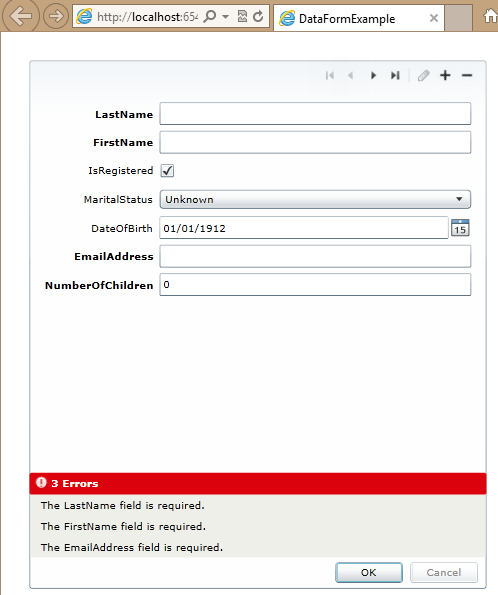 http://localhost:654
DataFormExample
LastName
FirstName
IsRegistered
MaritalStatus Unknown
DateOfBirth 01/01/1912 15
EmailAddress
NumberOfChildren 0
3 Errors
The LastName field is required.
The FirstName field is required.
The EmailAddress field is required.
OK Cancel